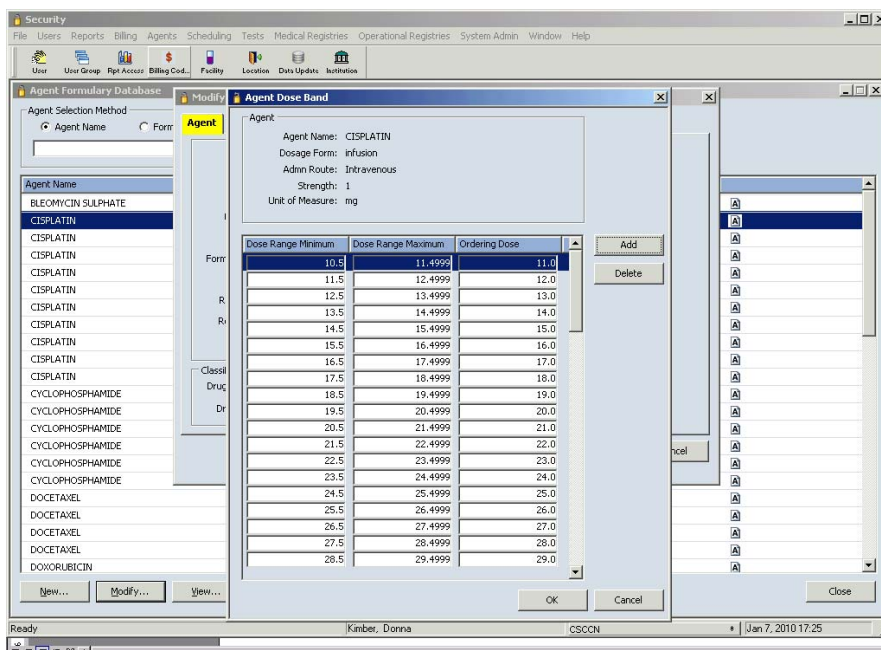 Security
File Users Reports Billing Agents Scheduling Tests Medical Registries Operational Registries System Admin Window Help
User User Group Rpt Access Billing Cod... Facility Location Data Update Institution
Agent Formulary Database
Agent Selection Method
Agent Name Form
Agent Name
BLEOMYCIN SULPHATE
CISPLATIN
CISPLATIN
CISPLATIN
CISPLATIN
CISPLATIN
CISPLATIN
CISPLATIN
CISPLATIN
CISPLATIN
CISPLATIN
CYCLOPHOSPHAMIDE
CYCLOPHOSPHAMIDE
CYCLOPHOSPHAMIDE
CYCLOPHOSPHAMIDE
CYCLOPHOSPHAMIDE
CYCLOPHOSPHAMIDE
DOCETAXEL
DOCETAXEL
DOCETAXEL
DOCETAXEL
DOXORUBICIN
New... Modify... View...
Close
Modify
Agent
Form
Classif
Drug
Dr
ncel
Agent Dose Band
Agent
Agent Name: CISPLATIN
Dosage Form: infusion
Admn Route: Intravenous
Strength: 1
Unit of Measure: mg
Dose Range Minimum Dose Range Maximum Ordering Dose
10.5 11.4999 11.0
11.5 12.4999 12.0
12.5 13.4999 13.0
13.5 14.4999 14.0
14.5 15.4999 15.0
15.5 16.4999 16.0
16.5 17.4999 17.0
17.5 18.4999 18.0
18.5 19.4999 19.0
19.5 20.4999 20.0
20.5 21.4999 21.0
21.5 22.4999 22.0
22.5 23.4999 23.0
23.5 24.4999 24.0
24.5 25.4999 25.0
25.5 26.4999 26.0
26.5 27.4999 27.0
27.5 28.4999 28.0
28.5 29.4999 29.0
Add
Delete
OK Cancel
Ready Kimber, Donna CSCCN * Jan 7, 2010 17:25